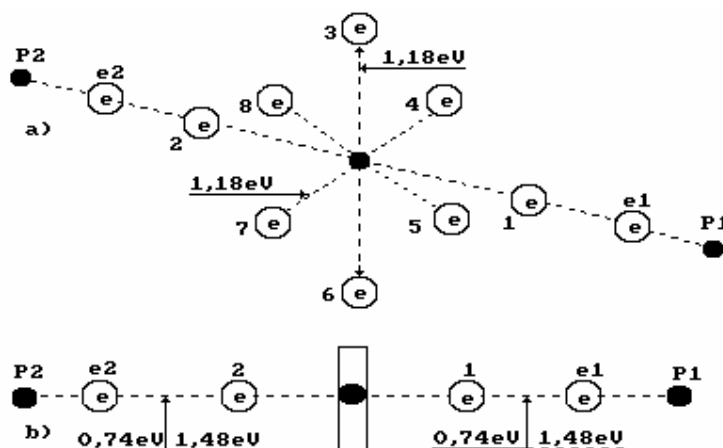 3 e
P2 1,18eV
e2
e 8 e 4 e
a) 2 e
1,18eV
e e1 P1
7 e 5 e 1 e
6 e
P2 e2 2 1 e1 P1
e e e e
b) 0,74eV 1,48eV 0,74eV 1,48eV